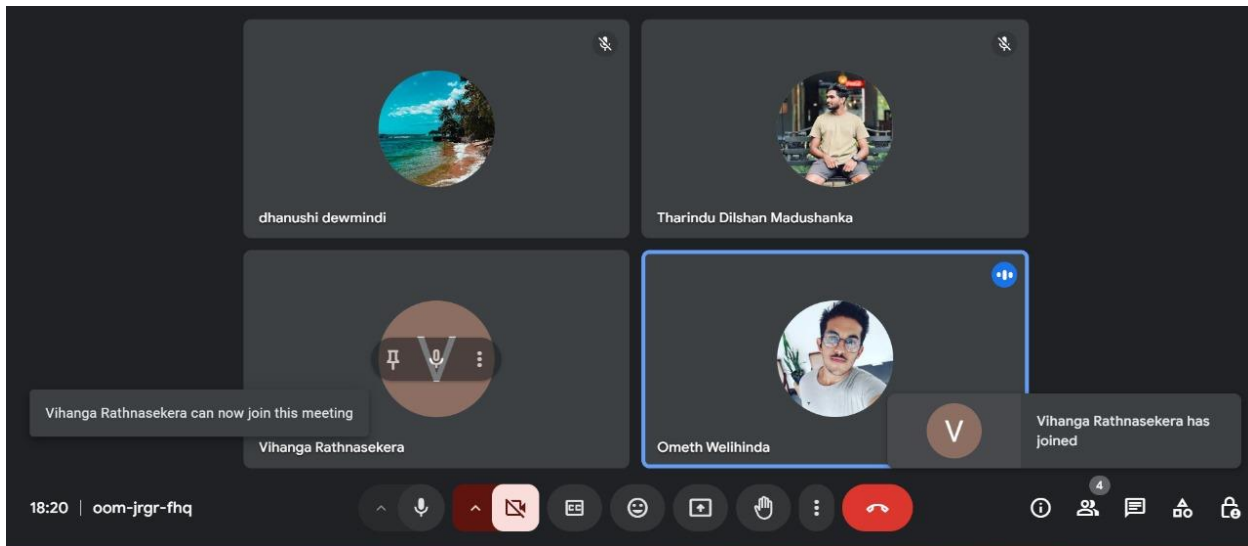 dhanushi dewmindi
Tharindu Dilshan Madushanka
V
Vihanga Rathnasekera can now join this meeting
Vihanga Rathnasekera
Ometh Welihinda
V
Vihanga Rathnasekera has
joined
18:20 | oom-jrgr-fhq
CC
4